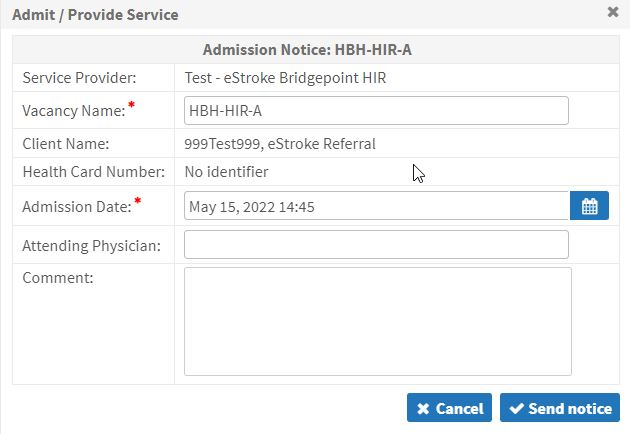 Admit / Provide Service
Admission Notice: HBH-HIR-A
Service Provider: Test - eStroke Bridgepoint HIR
Vacancy Name:* HBH-HIR-A
Client Name: 999Test999, eStroke Referral
Health Card Number: No identifier
Admission Date:* May 15, 2022 14:45
Attending Physician:
Comment:
Cancel Send notice